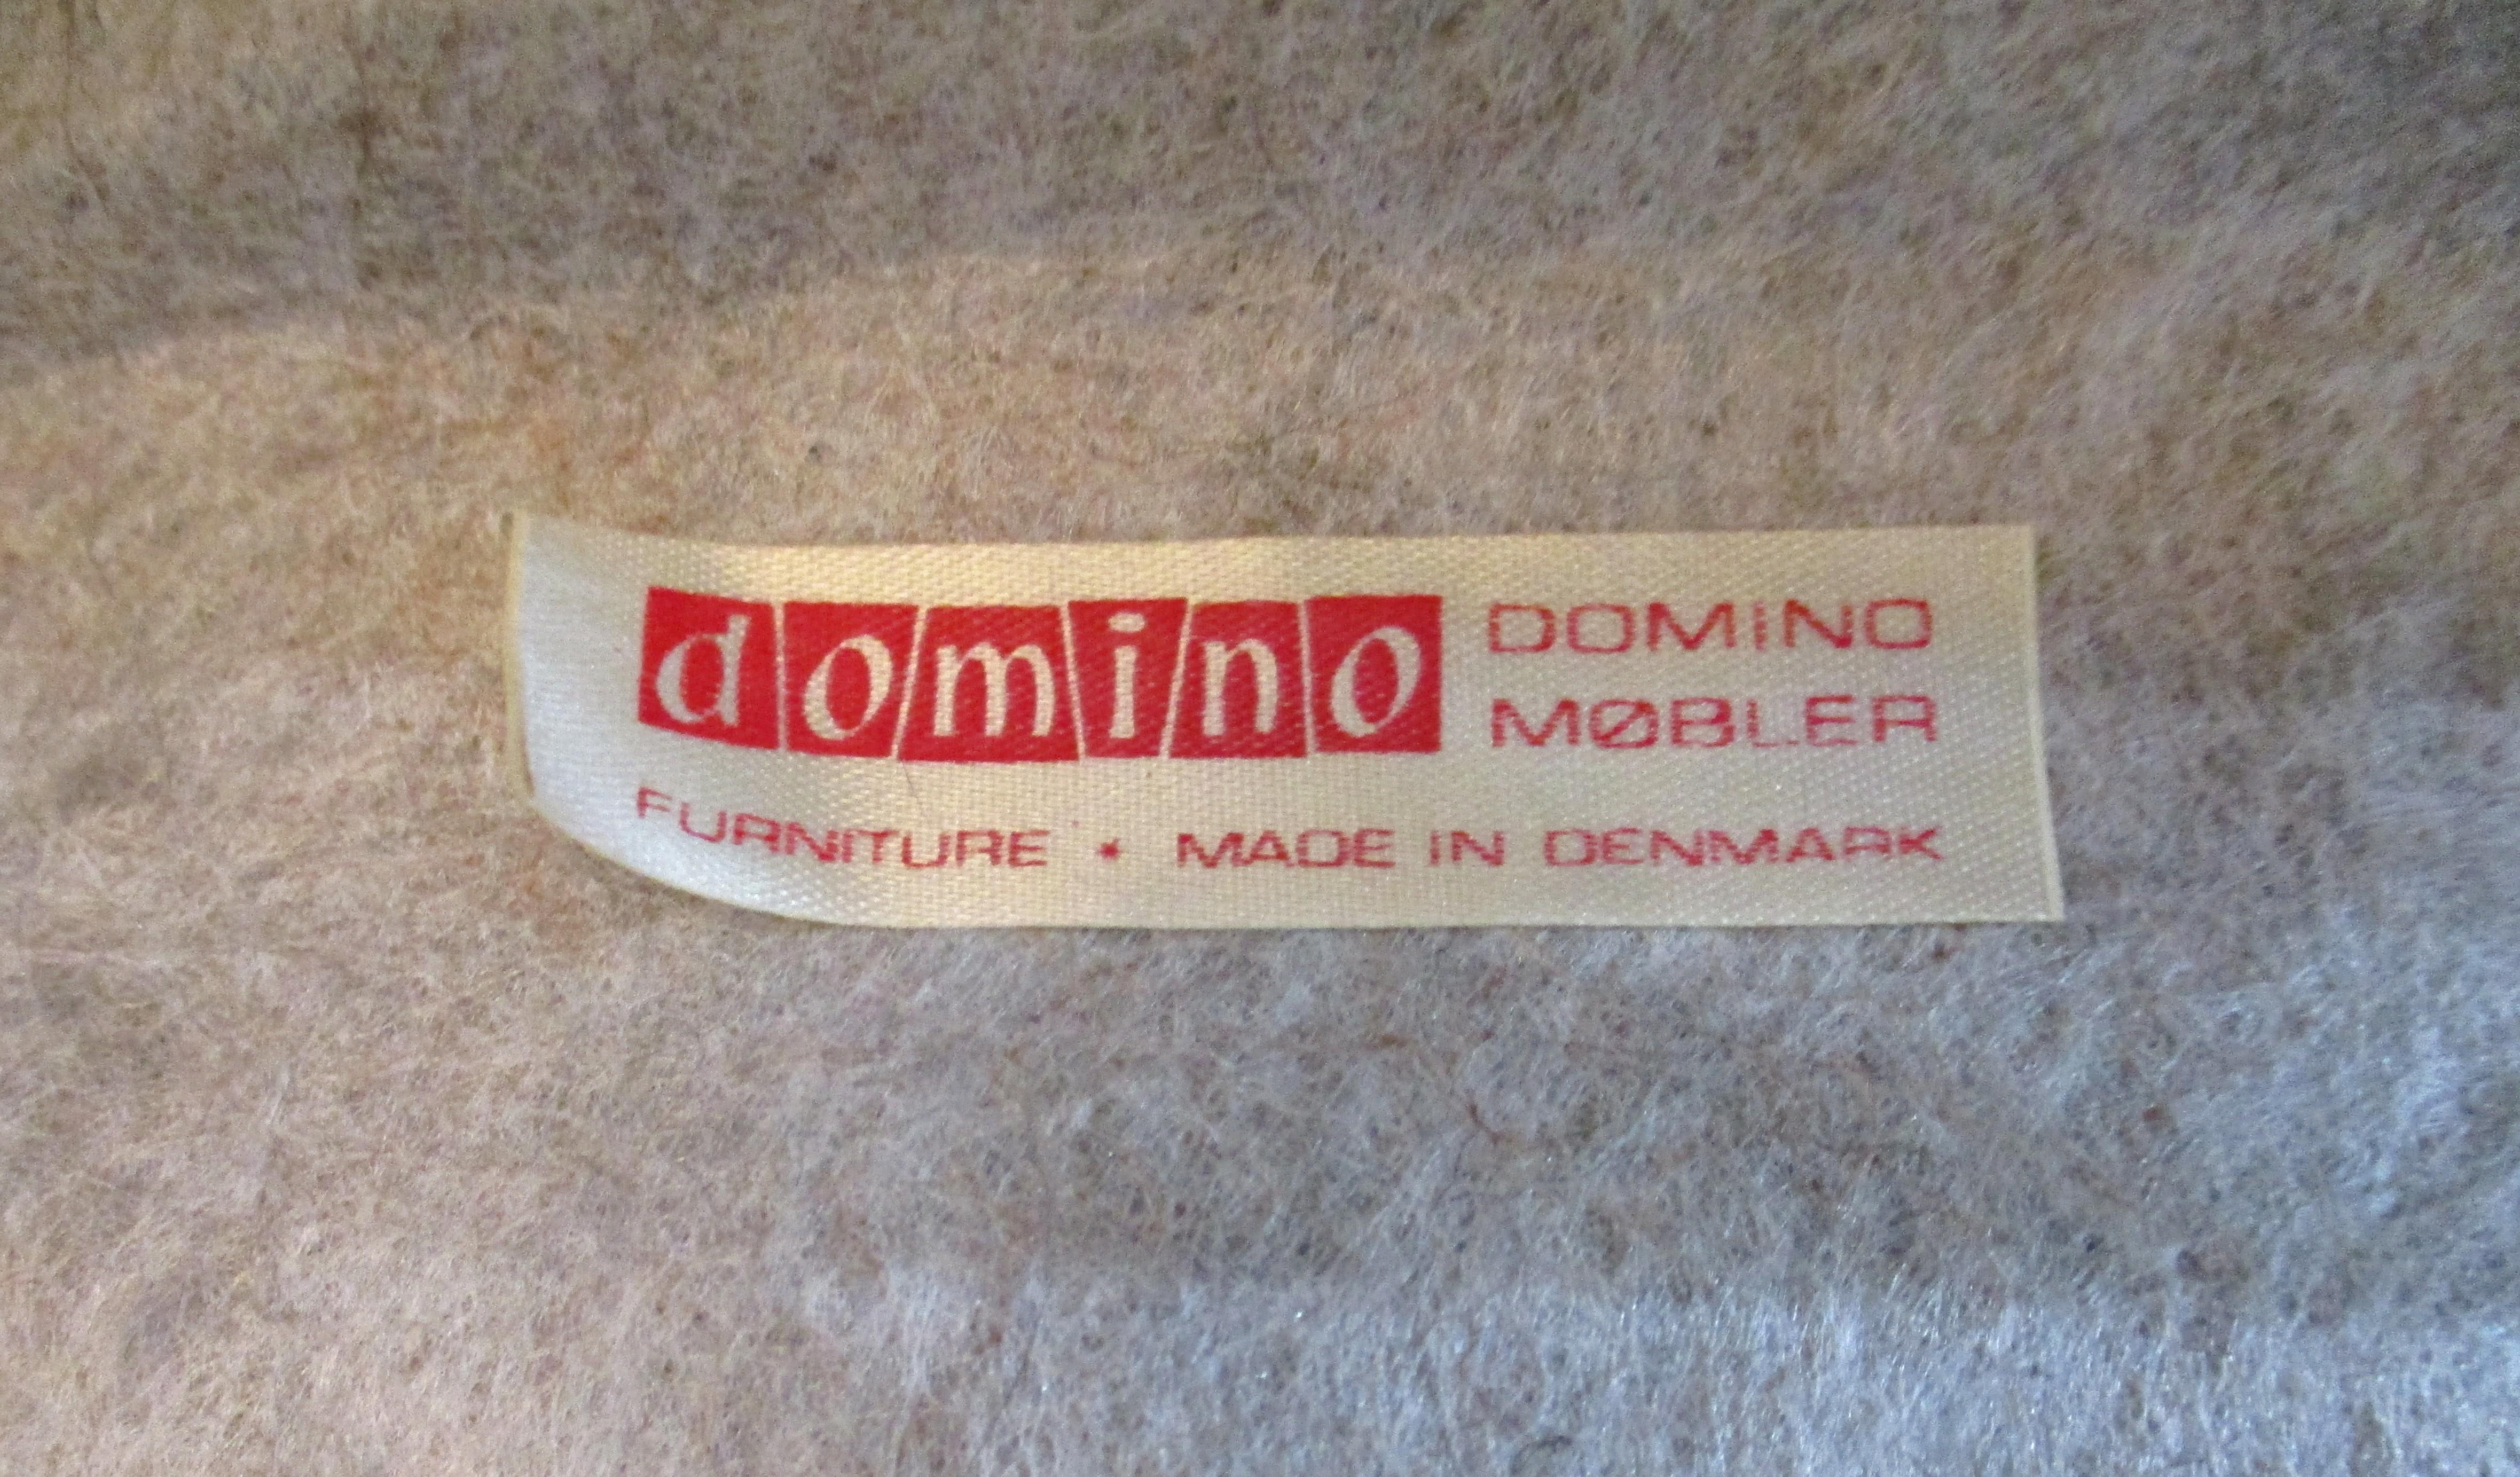 domino
DOMINO
MØBLER
FURNITURE • MADE IN DENMARK